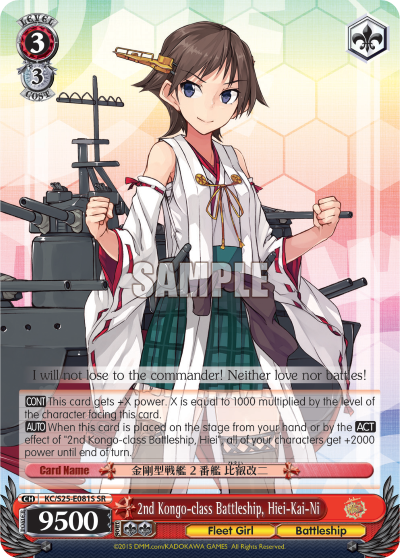 LEVEL
3
3
COST
SAMPLE
I will not lose to the commander! Neither love nor battles!
CONT This card gets +X power. X is equal to 1000 multiplied by the level of
the character facing this card.
AUTO When this card is placed on the stage from your hand or by the ACT
effect of "2nd Kongo-class Battleship, Hiei", all of your characters get +2000
power until end of turn.
Card Name
金剛型戦艦 2番艦 比叡改二
CH
KC/S25-E081S SR
2nd Kongo-class Battleship, Hiei-Kai-Ni
POWER
9500
SOUL
Fleet Girl
Battleship
©2015 DMM.com/KADOKAWA GAMES All Rights Reserved.